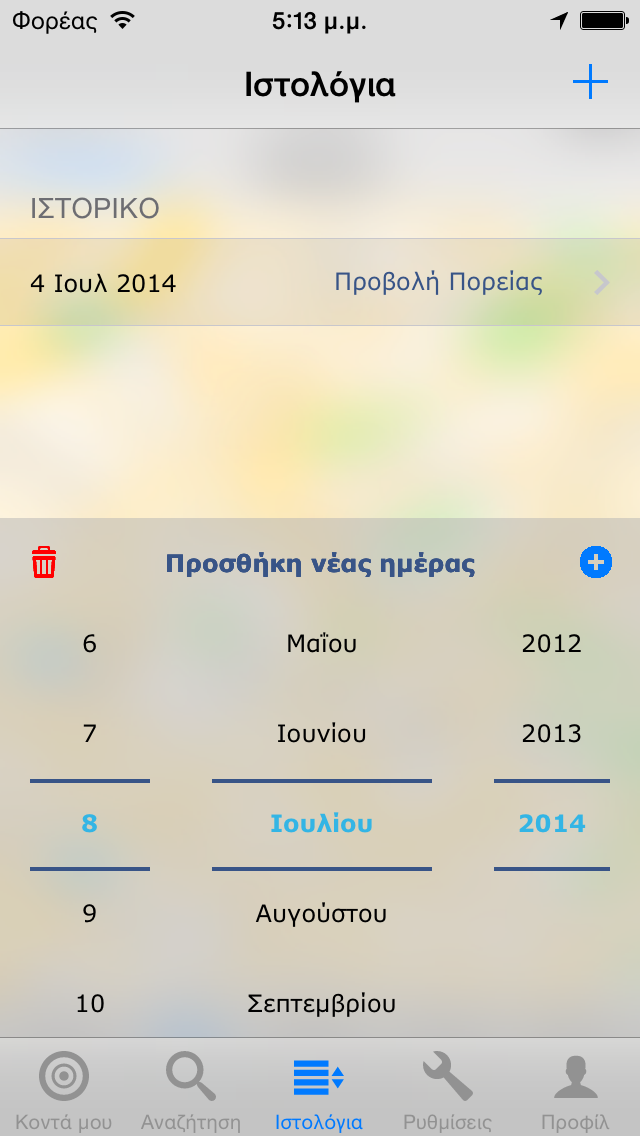 Φορέας 5:13 μ.μ.
Ιστολόγια
ΙΣΤΟΡΙΚΟ
4 Ιουλ 2014 Προβολή Πορείας
Προσθήκη νέας ημέρας
6 Μαΐου 2012
7 Ιουνίου 2013
8 Ιουλίου 2014
9 Αυγούστου
10 Σεπτεμβρίου
Κοντά μου Αναζήτηση Ιστολόγια Ρυθμίσεις Προφίλ